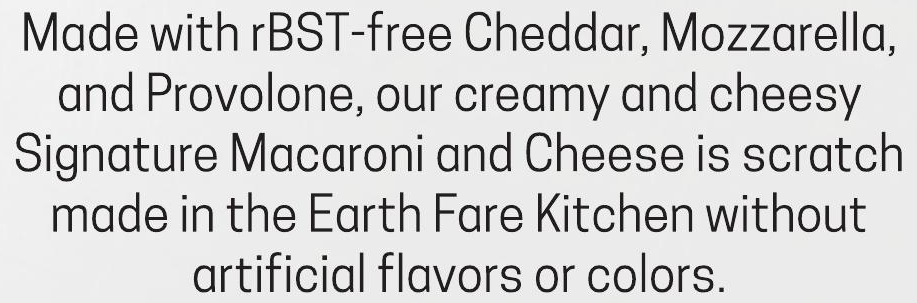 Made with rBST-free Cheddar, Mozzarella,
and Provolone, our creamy and cheesy
Signature Macaroni and Cheese is scratch
made in the Earth Fare Kitchen without
artificial flavors or colors.